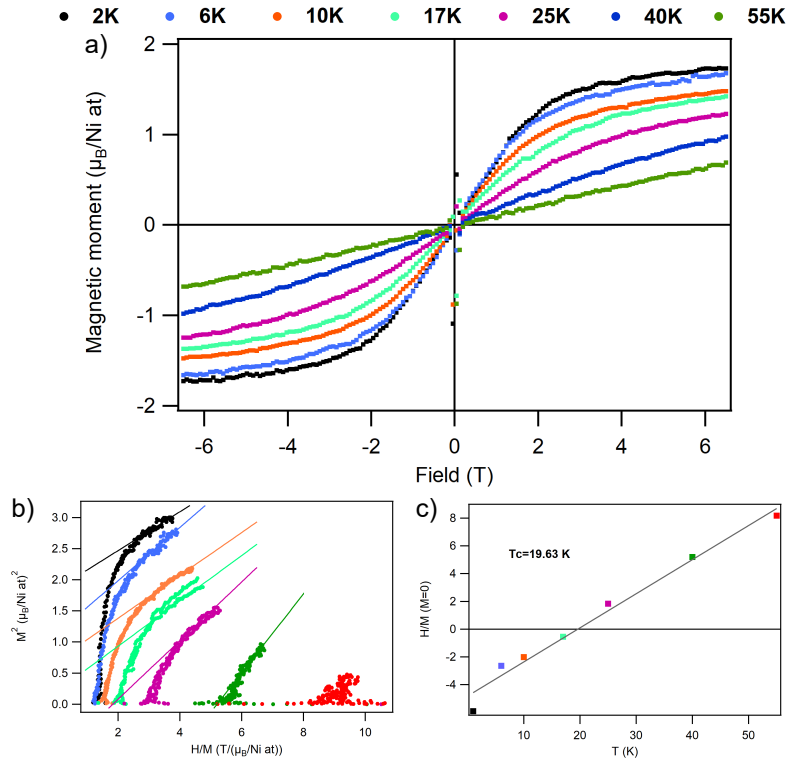 2K 6K 10K 17K 25K 40K 55K
a)
2
1
0
-1
-2
Magnetic moment (μB/Ni at)
-6 -4 -2 0 2 4 6
Field (T)
b)
3.0
2.5
2.0
1.5
1.0
0.5
0.0
M² (μB/Ni at)²
2 4 6 8 10
H/M (T/(μB/Ni at))
c)
8
6
4
2
0
-2
-4
H/M (M=0)
Tc=19.63 K
10 20 30 40 50
T (K)